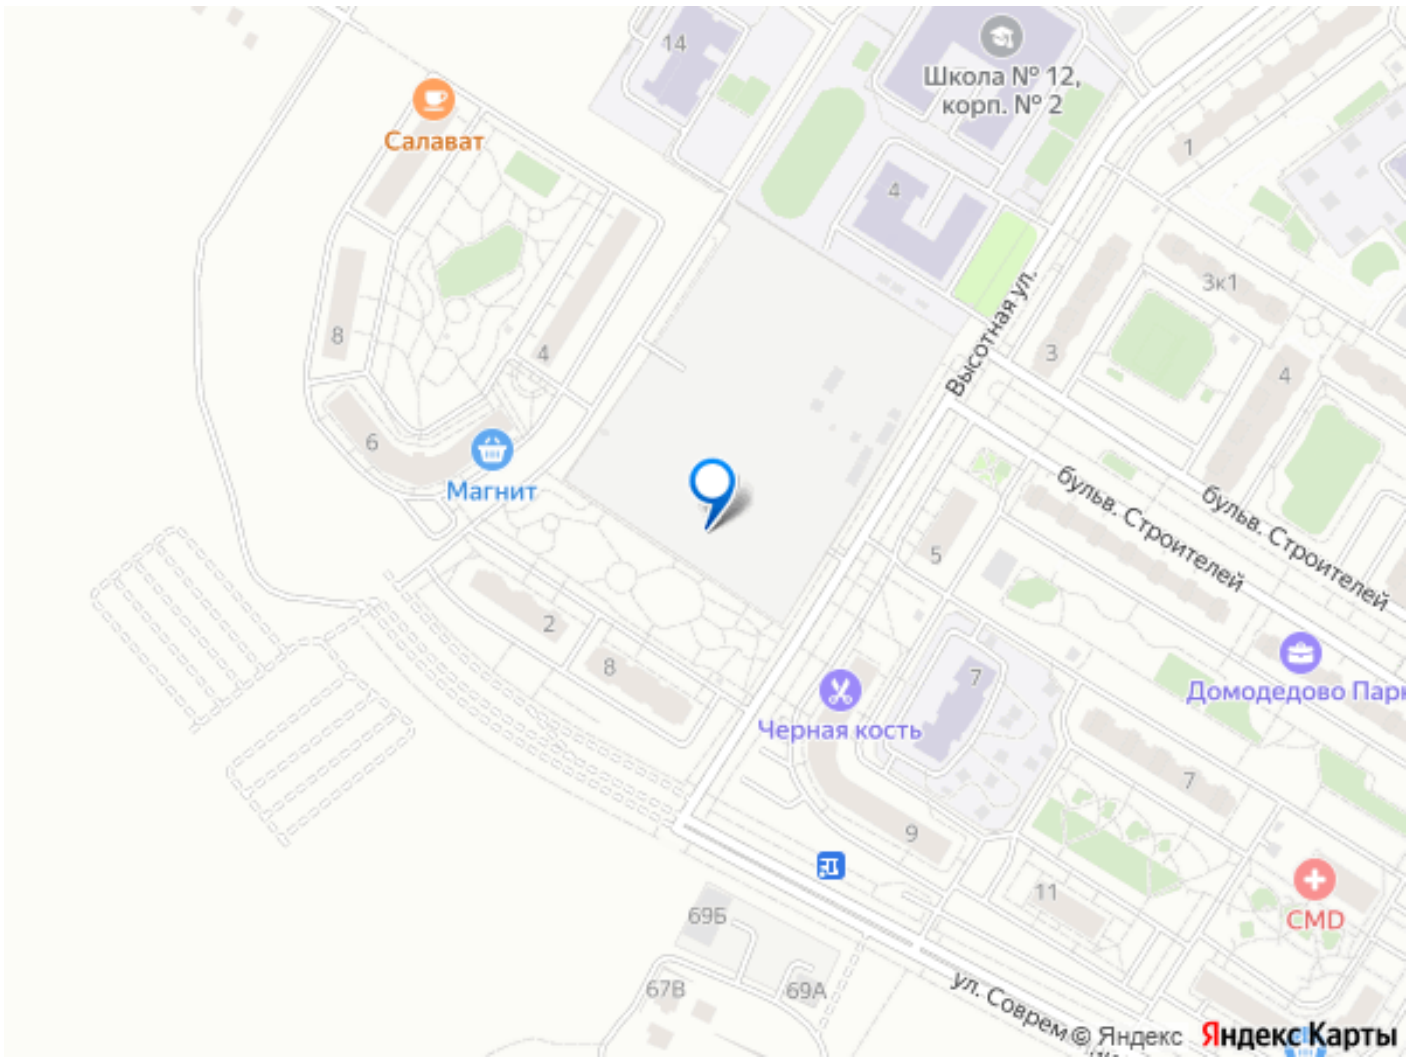 14
Школа № 12,
корп. № 2
Салават
1
4
Высотная ул.
3к1
8
4
3
4
6
Магнит
бульв. Строителей
бульв. Строителей
5
2
8
7
Домодедово Парк
Черная кость
7
9
11
CMD
69Б
67В
69А
ул. Соврем
© Яндекс
Яндекс Карты